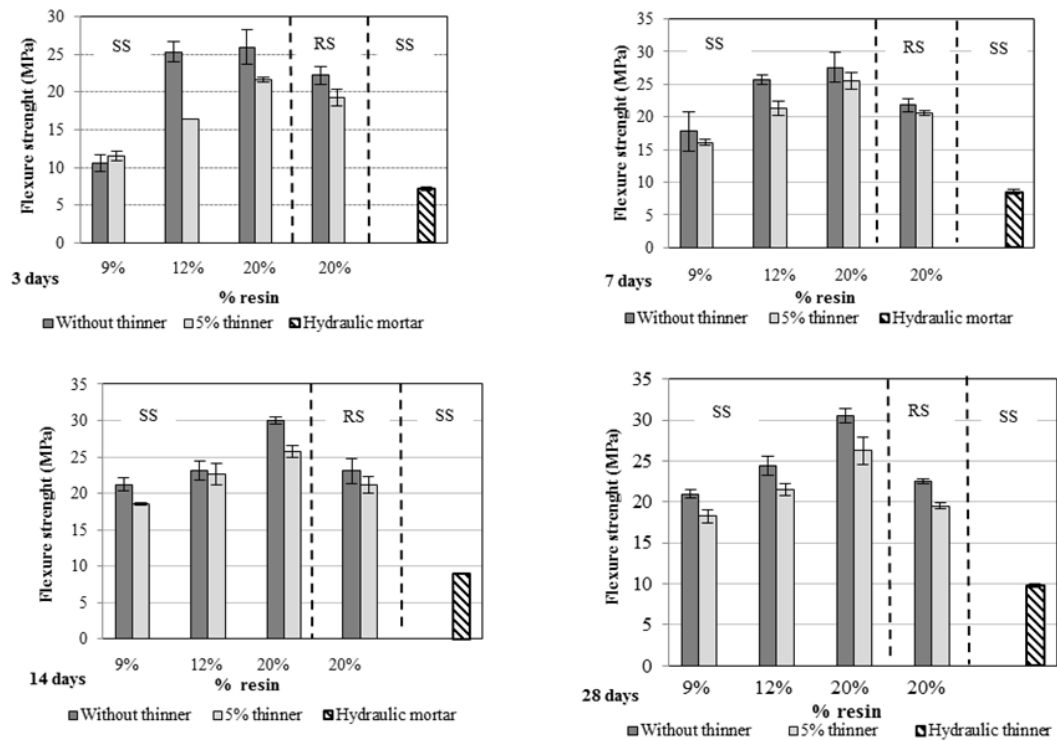 Flexure strenght (MPa)
30
25
20
15
10
5
0
SS
RS
SS
9%
12%
20%
20%
3 days
% resin
Without thinner
5% thinner
Hydraulic mortar
Flexure strenght (MPa)
35
30
25
20
15
10
5
0
SS
RS
SS
9%
12%
20%
20%
7 days
% resin
Without thinner
5% thinner
Hydraulic mortar
Flexure strenght (MPa)
35
30
25
20
15
10
5
0
SS
RS
SS
9%
12%
20%
20%
14 days
% resin
Without thinner
5% thinner
Hydraulic mortar
Flexure strenght (MPa)
35
30
25
20
15
10
5
0
SS
RS
SS
9%
12%
20%
20%
28 days
% resin
Without thinner
5% thinner
Hydraulic thinner